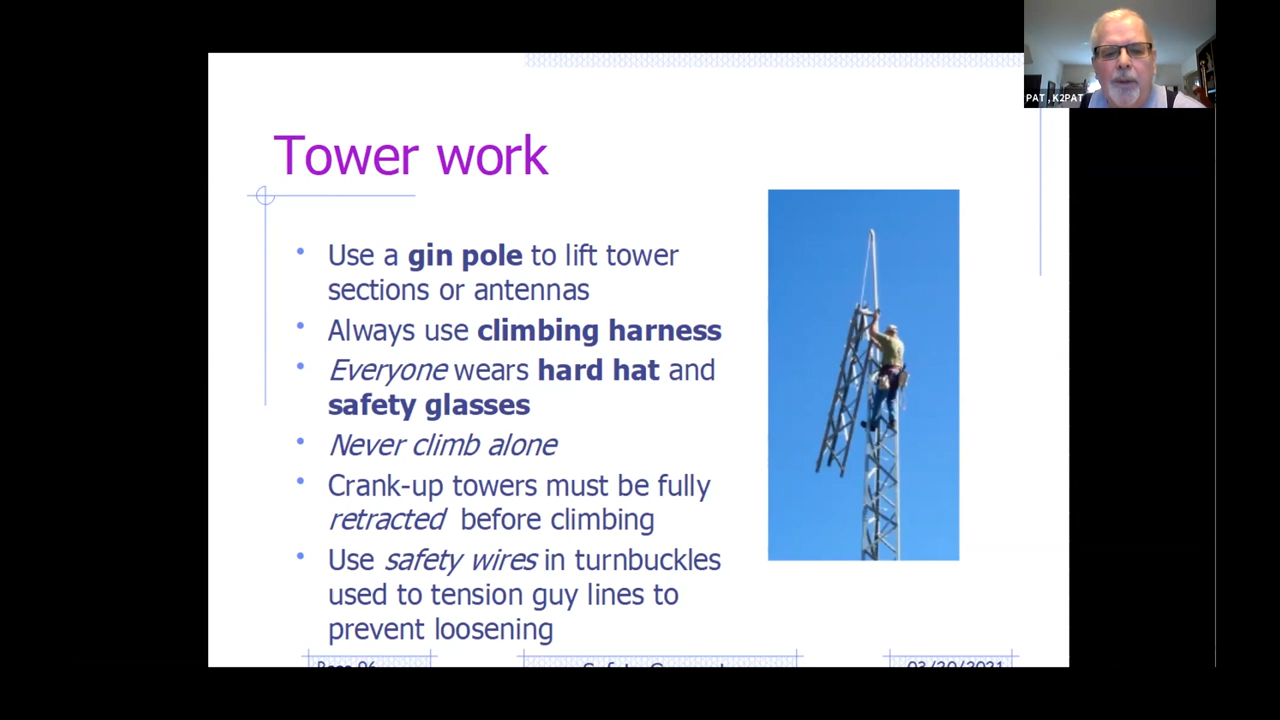 PAT , K2PAT
Tower work
• Use a gin pole to lift tower
sections or antennas
• Always use climbing harness
• Everyone wears hard hat and
safety glasses
• Never climb alone
• Crank-up towers must be fully
retracted before climbing
• Use safety wires in turnbuckles
used to tension guy lines to
prevent loosening
03/20/2021